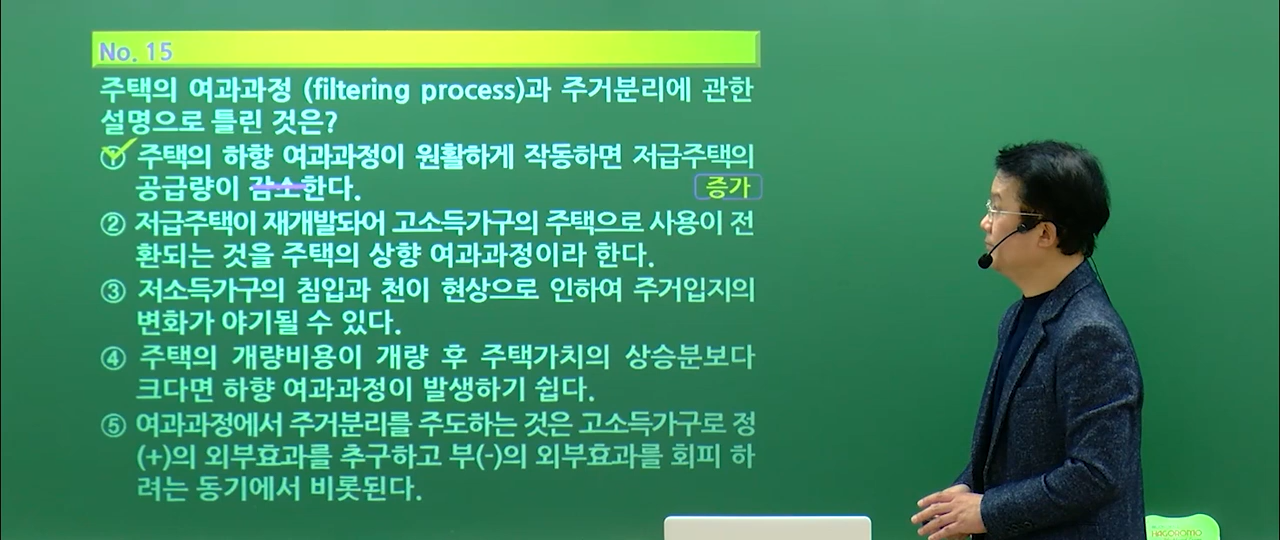 No. 15
주택의 여과과정 (filtering process)과 주거분리에 관한
설명으로 틀린 것은?
① 주택의 하향 여과과정이 원활하게 작동하면 저급주택의
공급량이 감소한다. 증가
② 저급주택이 재개발되어 고소득가구의 주택으로 사용이 전
환되는 것을 주택의 상향 여과과정이라 한다.
③ 저소득가구의 침입과 천이 현상으로 인하여 주거입지의
변화가 야기될 수 있다.
④ 주택의 개량비용이 개량 후 주택가치의 상승분보다
크다면 하향 여과과정이 발생하기 쉽다.
⑤ 여과과정에서 주거분리를 주도하는 것은 고소득가구로 정
(+)의 외부효과를 추구하고 부(-)의 외부효과를 회피 하
려는 동기에서 비롯된다.
HAGOROMO